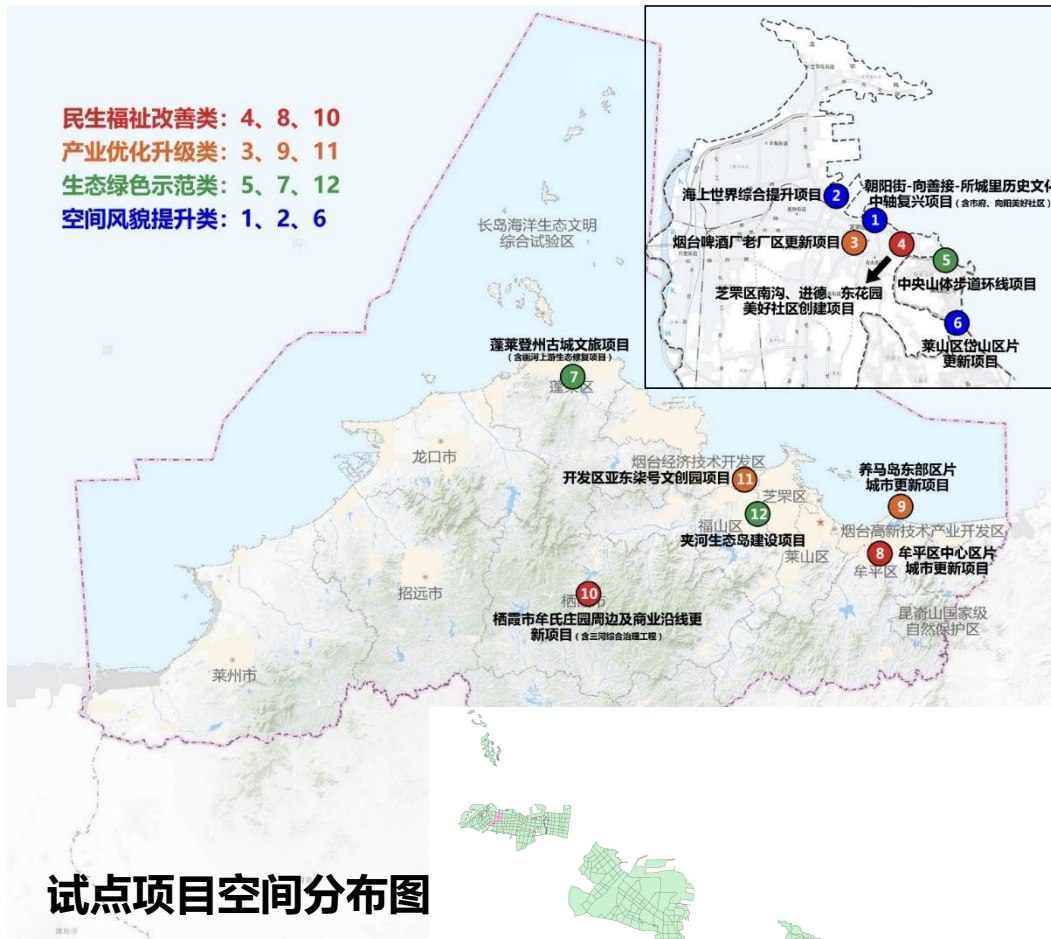 民生福祉改善类：4、8、10
产业优化升级类：3、9、11
生态绿色示范类：5、7、12
空间风貌提升类：1、2、6
海上世界综合提升项目
2
朝阳街-向善接-所城里历史文化
中轴复兴项目（含市府、向阳美好社区）
1
烟台啤酒厂老厂区更新项目
3
4
5
中央山体步道环线项目
芝罘区南沟、进德、东花园
美好社区创建项目
6
莱山区岱山区片
更新项目
长岛海洋生态文明
综合试验区
蓬莱登州古城文旅项目
7
蓬莱区
龙口市
烟台经济技术开发区
开发区亚东柒号文创园项目
11
芝罘区
养马岛东部区片
城市更新项目
9
福山区
12
夹河生态岛建设项目
烟台高新技术产业开发区
莱山区
8
牟平区中心区片
城市更新项目
牟平区
招远市
10
栖霞市牟氏庄园周边及商业沿线更
新项目（含三河综合治理工程）
昆嵛山国家级
自然保护区
莱州市
试点项目空间分布图
潍坊市